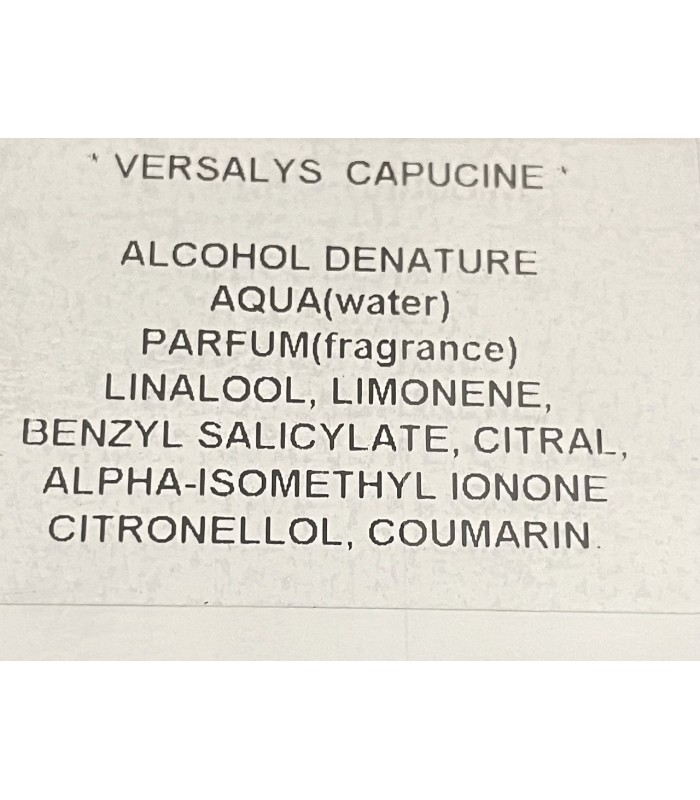 * VERSALYS CAPUCINE *
ALCOHOL DENATURE
AQUA(water)
PARFUM(fragrance)
LINALOOL, LIMONENE,
BENZYL SALICYLATE, CITRAL,
ALPHA-ISOMETHYL IONONE
CITRONELLOL, COUMARIN.